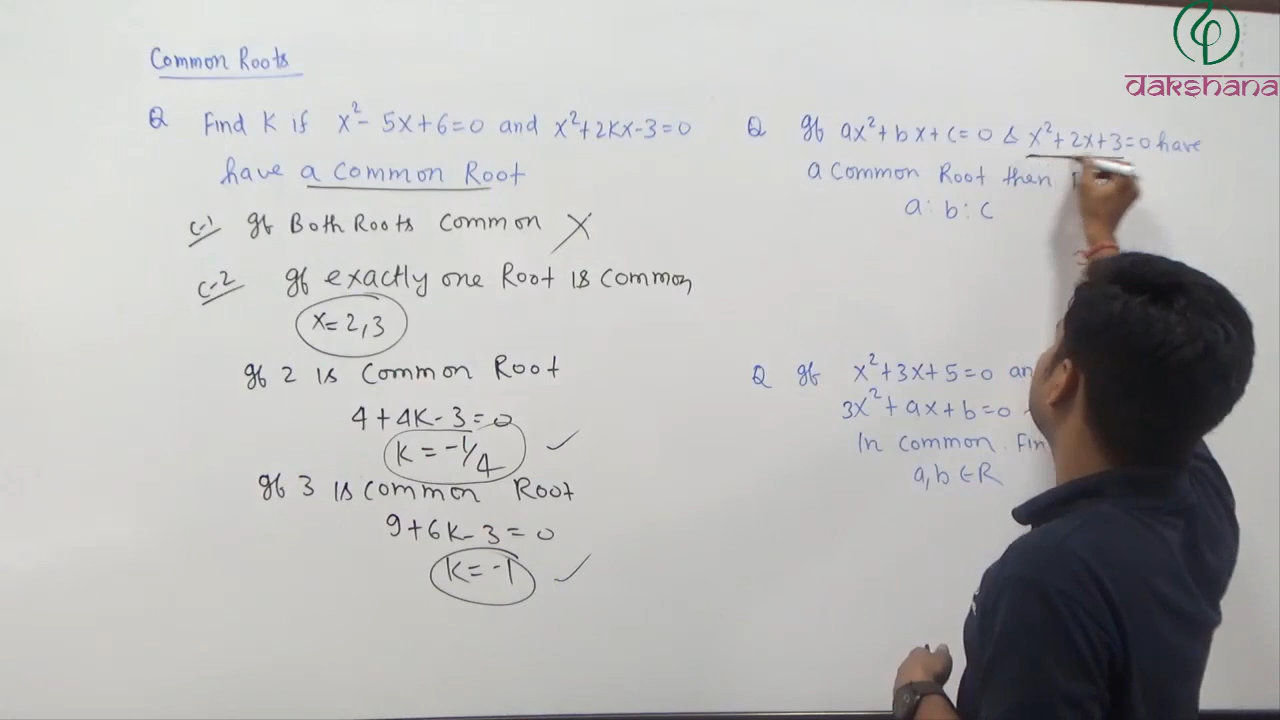 Common Roots
Q Find K if x²- 5x+6=0 and x²+2Kx-3=0
have a Common Root
C-1 If Both Roots Common X
C-2 If exactly one Root is Common
x= 2,3
If 2 is Common Root
4+4K-3=0
K = -1/4 ✓
If 3 is common Root
9+6K-3=0
K=-1 ✓
Q If ax²+bx+c=0 & x²+2x+3=0 have
a Common Root then
a: b: c
Q If x²+3x+5=0 an
3x²+ax+b=0
In common. Fin
a,b ∈ R
dakshana